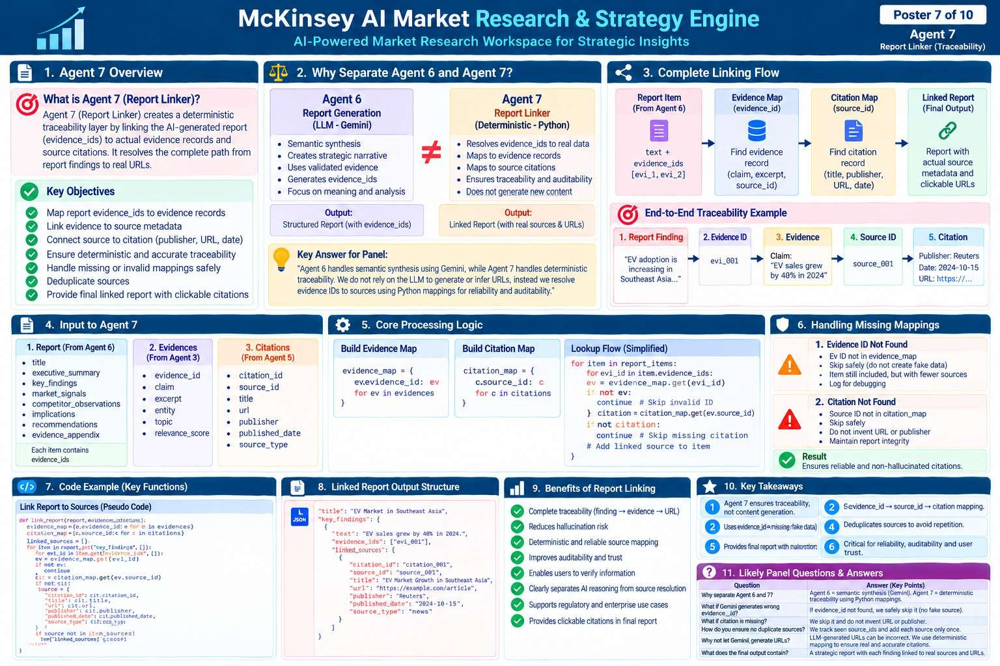 McKinsey AI Market Research & Strategy Engine
AI-Powered Market Research Workspace for Strategic Insights
Poster 7 of 10
Agent 7
Report Linker (Traceability)
1. Agent 7 Overview
What is Agent 7 (Report Linker)?
Agent 7 (Report Linker) creates a deterministic
traceability layer by linking the AI-generated report
(evidence_ids) to actual evidence records and
source citations. It resolves the complete path from
report findings to real URLs.
Key Objectives
Map report evidence_ids to evidence records
Link evidence to source metadata
Connect source to citation (publisher, URL, date)
Ensure deterministic and accurate traceability
Handle missing or invalid mappings safely
Deduplicate sources
Provide final linked report with clickable citations
2. Why Separate Agent 6 and Agent 7?
Agent 6
Report Generation
(LLM - Gemini)
• Semantic synthesis
• Creates strategic narrative
• Uses validated evidence
• Generates evidence_ids
• Focus on meaning and analysis
Output:
Structured Report (with evidence_ids)
≠
Agent 7
Report Linker
(Deterministic - Python)
• Resolves evidence_ids to real data
• Maps to evidence records
• Maps to source citations
• Ensures traceability and auditability
• Does not generate new content
Output:
Linked Report (with real sources & URLs)
Key Answer for Panel:
"Agent 6 handles semantic synthesis using Gemini, while Agent 7 handles deterministic
traceability. We do not rely on the LLM to generate or infer URLs, instead we resolve
evidence IDs to sources using Python mappings for reliability and auditability."
3. Complete Linking Flow
Report Item
(From Agent 6)
text +
evidence_ids
[evi_1, evi_2]
Evidence Map
(evidence_id)
Find evidence
record
(claim, excerpt,
source_id)
Citation Map
(source_id)
Find citation
record
(title, publisher,
URL, date)
Linked Report
(Final Output)
Report with
actual source
metadata and
clickable URLs
End-to-End Traceability Example
1. Report Finding
"EV adoption is
increasing in
Southeast Asia..."
2. Evidence ID
evi_001
3. Evidence
Claim:
"EV sales grew
by 40% in 2024"
4. Source ID
source_001
5. Citation
Publisher: Reuters
Date: 2024-10-15
URL: https://...
4. Input to Agent 7
1. Report (From Agent 6)
• title
• executive_summary
• key_findings
• market_signals
• competitor_observations
• implications
• recommendations
• evidence_appendix
Each item contains
evidence_ids
2. Evidences
(From Agent 3)
• evidence_id
• claim
• excerpt
• entity
• topic
• relevance_score
3. Citations
(From Agent 5)
• citation_id
• source_id
• title
• url
• publisher
• published_date
• source_type
5. Core Processing Logic
Build Evidence Map
evidence_map = {
ev.evidence_id: ev
for ev in evidences
}
Build Citation Map
citation_map = {
c.source_id: c
for c in citations
}
Lookup Flow (Simplified)
for item in report_items:
for evi_id in item.evidence_ids:
ev = evidence_map.get(evi_id)
if not ev:
continue # Skip invalid ID
} citation = citation_map.get(ev.source_id)
if not citation:
continue # Skip missing citation
# Add linked source to item
}
6. Handling Missing Mappings
1. Evidence ID Not Found
• Ev ID not in evidence_map
• Skip safely (do not create fake data)
• Item still included, but with fewer sources
• Log for debugging
2. Citation Not Found
• Source ID not in citation_map
• Skip safely
• Do not invent URL or publisher
• Maintain report integrity
Result
Ensures reliable and non-hallucinated citations.
7. Code Example (Key Functions)
Link Report to Sources (Pseudo Code)
def link_report(report, evidences, citations):
evidence_map={e.evidence_id: e for e in evidences}
citation_map={c.source_id:c for c in citations}
linked_sources = []:
for item in report.get("key_findings", []):
for evi_id in item.get("evidence_ids", []):
ev = evidence_map.get(evi_id)
if not ev:
continue
cit = citation_map.get(ev.source_id)
if not cit:
source = {
"citation_id": cit.citation_id,
"title": cit.title,
"url": cit.url,
"publisher": cit.publisher,
"published_date": cit.published_date,
"source_type":
}
if source not in item_sources:
}
8. Linked Report Output Structure
JSON
"title": "EV Market in Southeast Asia",
"key_findings": {
{
"text": "EV sales grew by 40% in 2024.",
"evidence_ids": ["evi_001"],
"linked_sources": [
{
"citation_id": "citation_001",
"source_id": "source_001",
"title": "EV Market Growth in Southeast Asia",
"url": "https://example.com/article",
"publisher": "Reuters",
"published_date": "2024-10-15",
"source_type": "news"
}
]
}
9. Benefits of Report Linking
Complete traceability (finding → evidence → URL)
Reduces hallucination risk
Deterministic and reliable source mapping
Improves auditability and trust
Enables users to verify information
Clearly separates AI reasoning from source resolution
Supports regulatory and enterprise use cases
Provides clickable citations in final report
10. Key Takeaways
1 Agent 7 ensures traceability,
not content generation.
2 Sevidence_id → source_id → citation mapping.
2 Uses evidence_id missing (fake data)
4 Deduplicates sources to avoid repetition.
5 Provides final report with
6 Critical for reliability, auditability and user
trust.
11. Likely Panel Questions & Answers
Question Answer (Key Points)
Why separate Agent 6 and 7? Agent 6 = semantic synthesis (Gemini). Agent 7 = deterministic
traceability using Python mappings.
What if Gemini generates wrong
evidence_id? If evidence_id not found, we safely skip it (no fake source).
What if citation is missing? We skip it and do not invent URL or publisher.
How do you ensure no duplicate sources? We track seen source_ids and add each source only once.
Why not let Gemini generate URLs? LLM-generated URLs can be incorrect. We use deterministic
mapping to ensure real and accurate citations.
What does the final output contain? A strategic report with each finding linked to real sources and URLs.